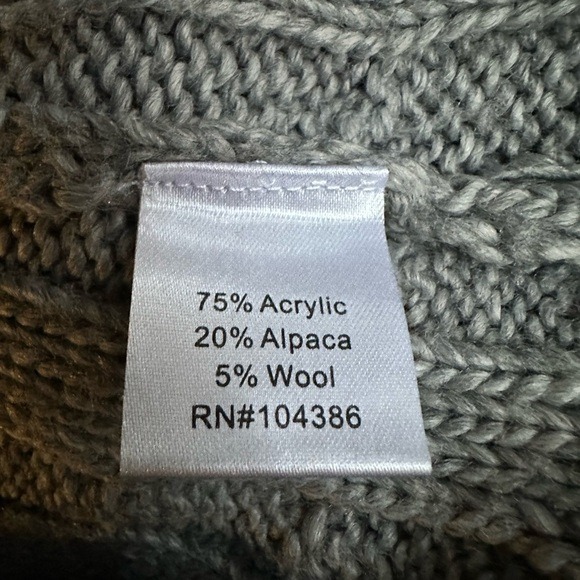 75% Acrylic
20% Alpaca
5% Wool
RN#104386